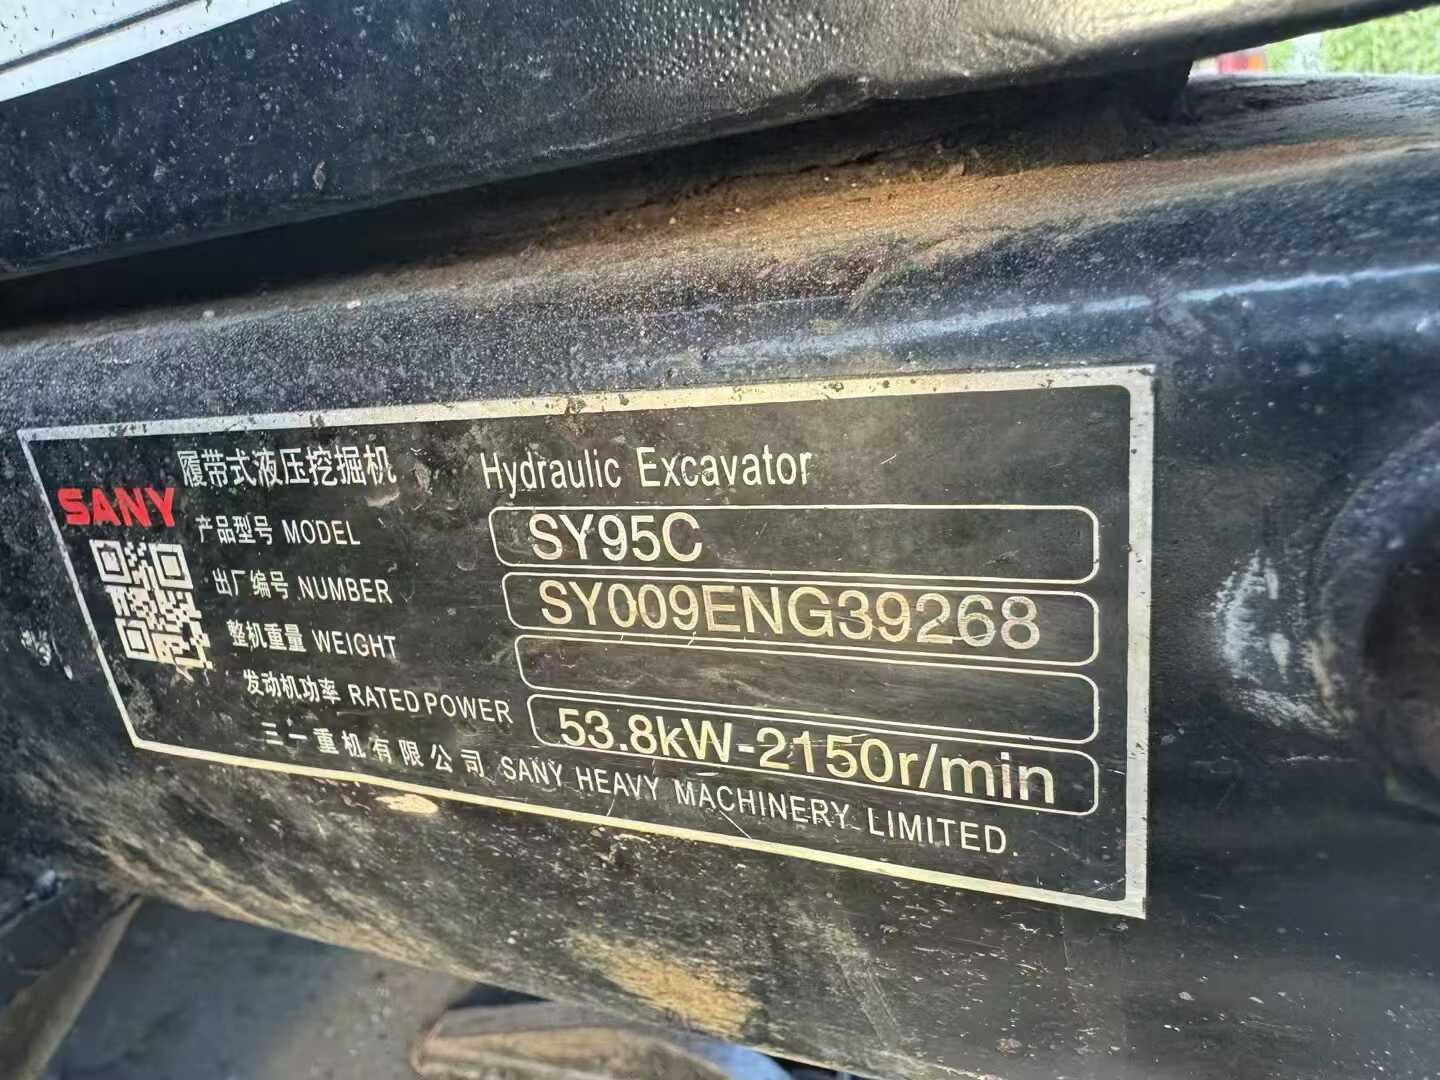 履带式液压挖掘机 Hydraulic Excavator
SANY
产品型号 MODEL SY95C
出厂编号 NUMBER SY009ENG39268
整机重量 WEIGHT
发动机功率 RATED POWER 53.8kW-2150r/min
三一重机有限公司 SANY HEAVY MACHINERY LIMITED.